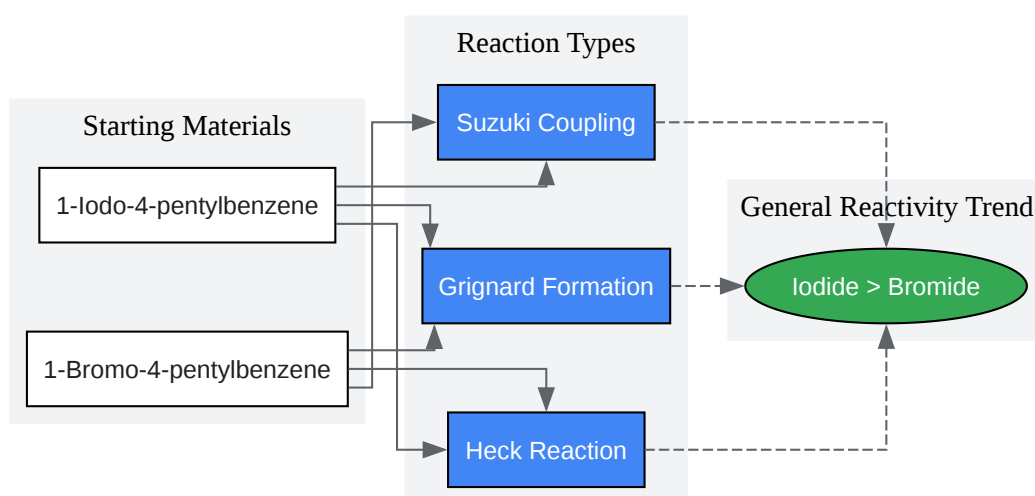 Reaction Types
Starting Materials
Suzuki Coupling
1-Iodo-4-pentylbenzene
General Reactivity Trend
Grignard Formation
Iodide > Bromide
1-Bromo-4-pentylbenzene
Heck Reaction